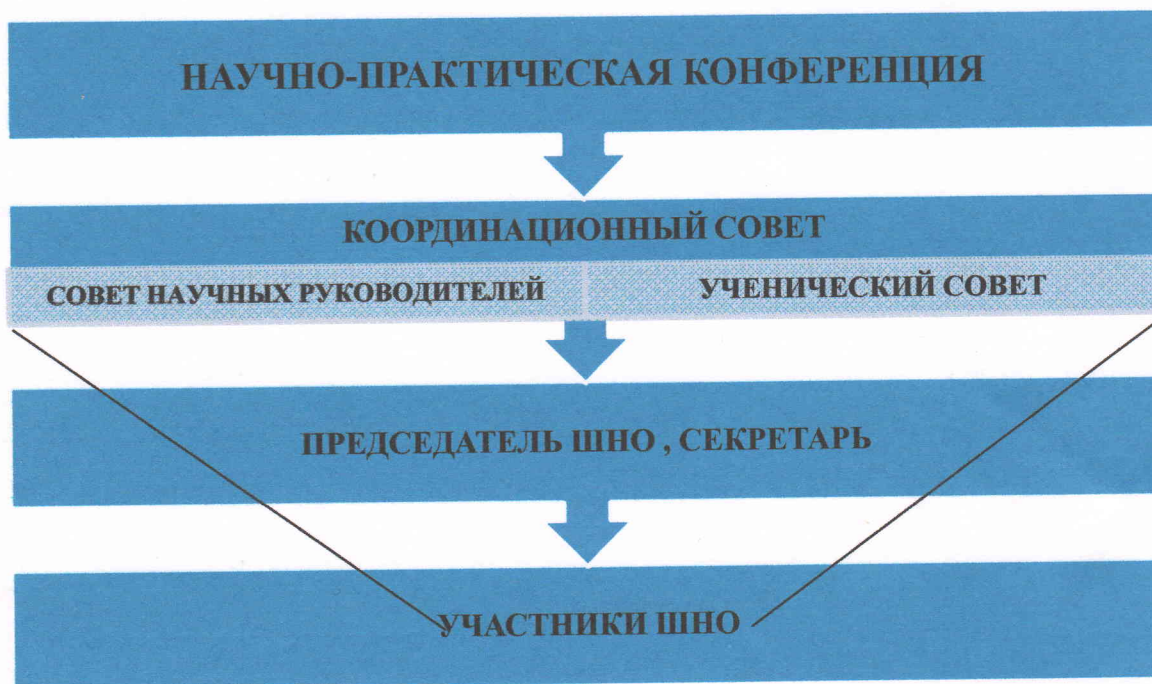 НАУЧНО-ПРАКТИЧЕСКАЯ КОНФЕРЕНЦИЯ
КООРДИНАЦИОННЫЙ СОВЕТ
СОВЕТ НАУЧНЫХ РУКОВОДИТЕЛЕЙ
УЧЕНИЧЕСКИЙ СОВЕТ
ПРЕДСЕДАТЕЛЬ ШНО , СЕКРЕТАРЬ
УЧАСТНИКИ ШНО